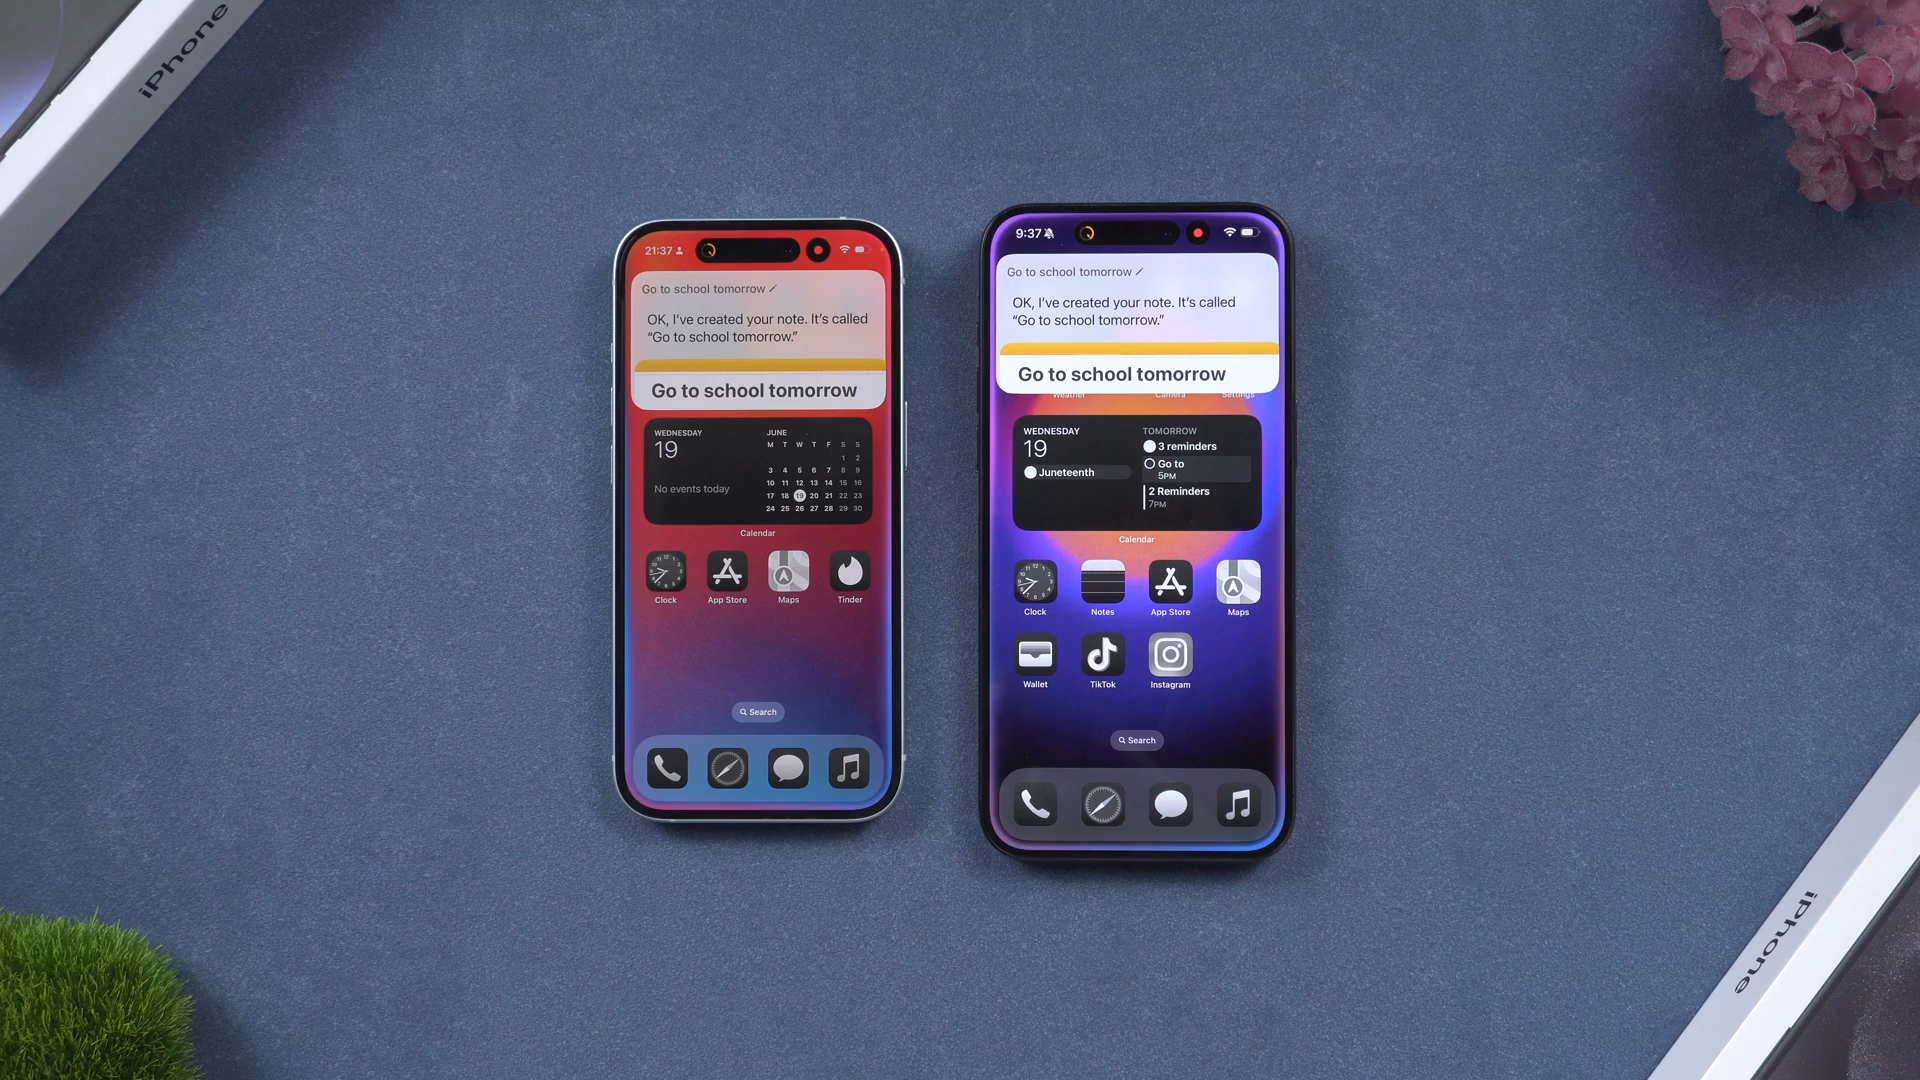 iPhone
21:37
Go to school tomorrow
OK, I've created your note. It's called
“Go to school tomorrow.”
Go to school tomorrow
WEDNESDAY
19
No events today
JUNE
M T W T F S S
1 2
3 4 5 6 7 8 9
10 11 12 13 14 15 16
17 18 19 20 21 22 23
24 25 26 27 28 29 30
Calendar
Clock App Store Maps Tinder
Search
9:37
Go to school tomorrow
OK, I've created your note. It's called
“Go to school tomorrow.”
Go to school tomorrow
Weather Camera Settings
WEDNESDAY
19
Juneteenth
TOMORROW
3 reminders
Go to
5PM
2 Reminders
7PM
Calendar
Clock Notes App Store Maps
Wallet TikTok Instagram
Search
iPhone